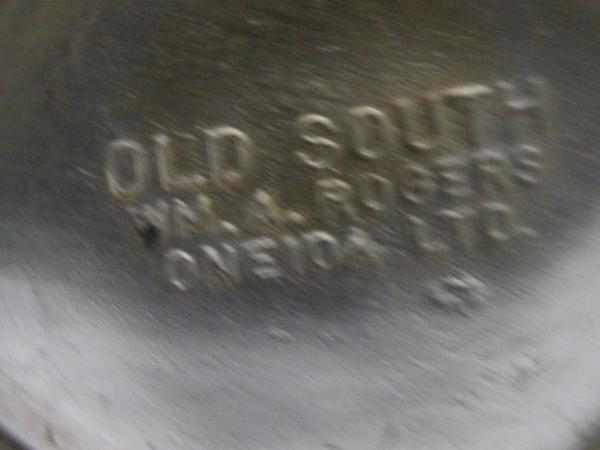 OLD SOUTH
WM. A. ROGERS
ONEIDA LTD.